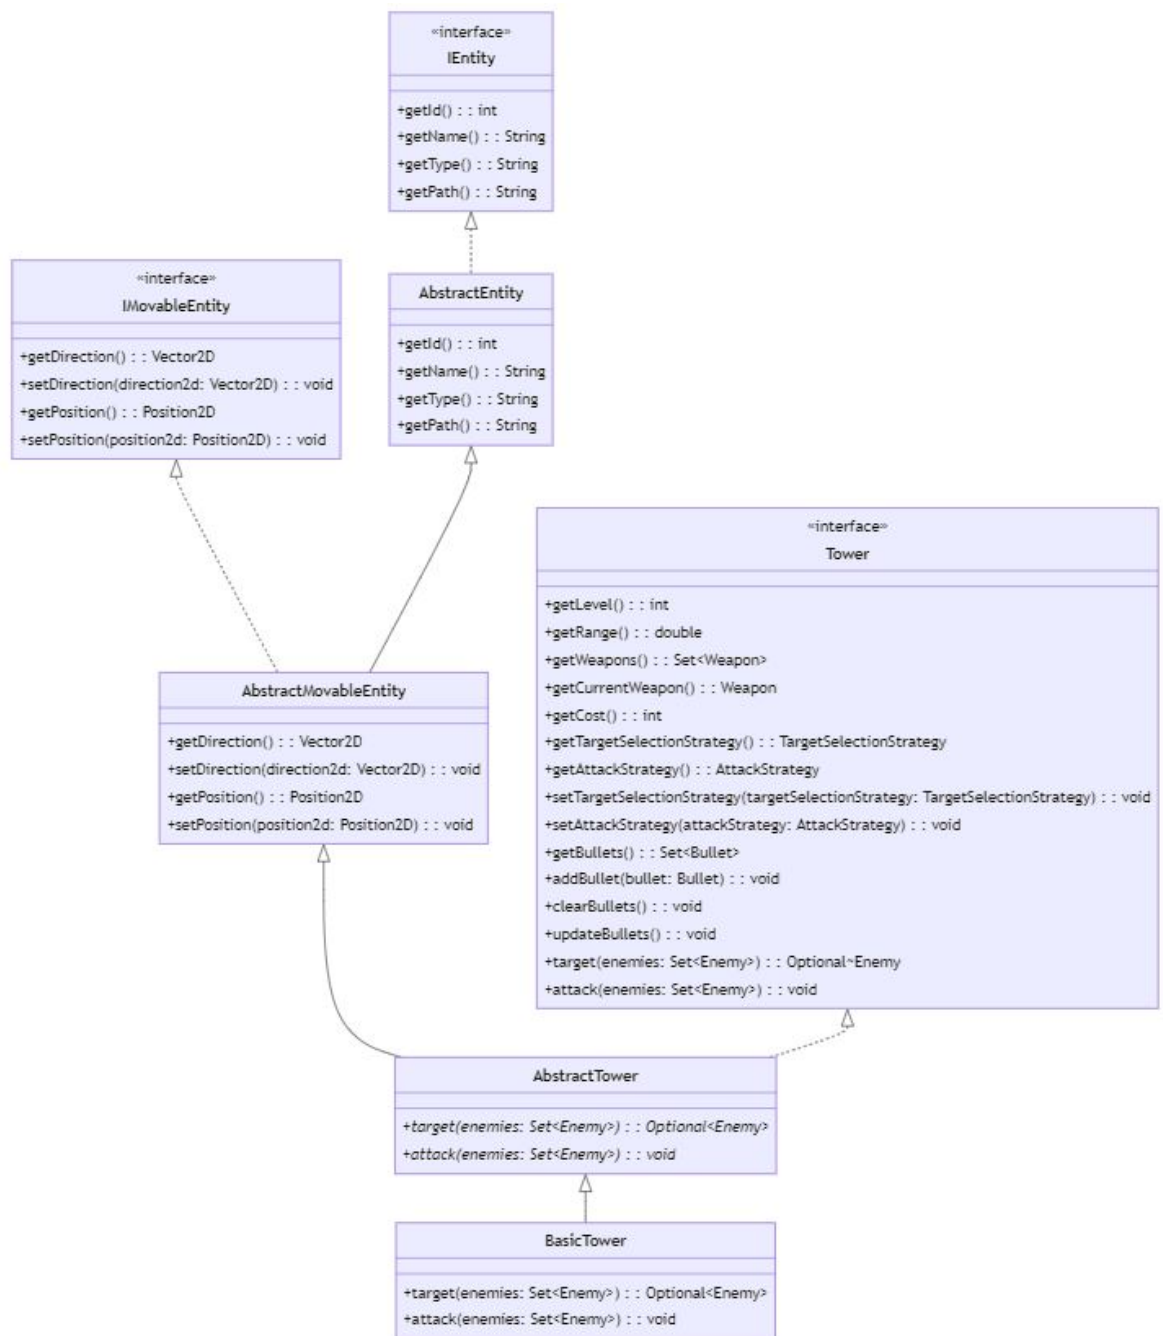 «interface»
IEntity
+getId() : : int
+getName() : : String
+getType() : : String
+getPath() : : String
«interface»
IMovableEntity
+getDirection() : : Vector2D
+setDirection(direction2d: Vector2D) : : void
+getPosition() : : Position2D
+setPosition(position2d: Position2D) : : void
AbstractEntity
+getId() : : int
+getName() : : String
+getType() : : String
+getPath() : : String
«interface»
Tower
+getLevel() : : int
+getRange() : : double
+getWeapons() : : Set<Weapon>
+getCurrentWeapon() : : Weapon
+getCost() : : int
+getTargetSelectionStrategy() : : TargetSelectionStrategy
+getAttackStrategy() : : AttackStrategy
+setTargetSelectionStrategy(targetSelectionStrategy: TargetSelectionStrategy) : : void
+setAttackStrategy(attackStrategy: AttackStrategy) : : void
+getBullets() : : Set<Bullet>
+addBullet(bullet: Bullet) : : void
+clearBullets() : : void
+updateBullets() : : void
+target(enemies: Set<Enemy>) : : Optional~Enemy
+attack(enemies: Set<Enemy>) : : void
AbstractMovableEntity
+getDirection() : : Vector2D
+setDirection(direction2d: Vector2D) : : void
+getPosition() : : Position2D
+setPosition(position2d: Position2D) : : void
AbstractTower
+target(enemies: Set<Enemy>) : : Optional<Enemy>
+attack(enemies: Set<Enemy>) : : void
BasicTower
+target(enemies: Set<Enemy>) : : Optional<Enemy>
+attack(enemies: Set<Enemy>) : : void